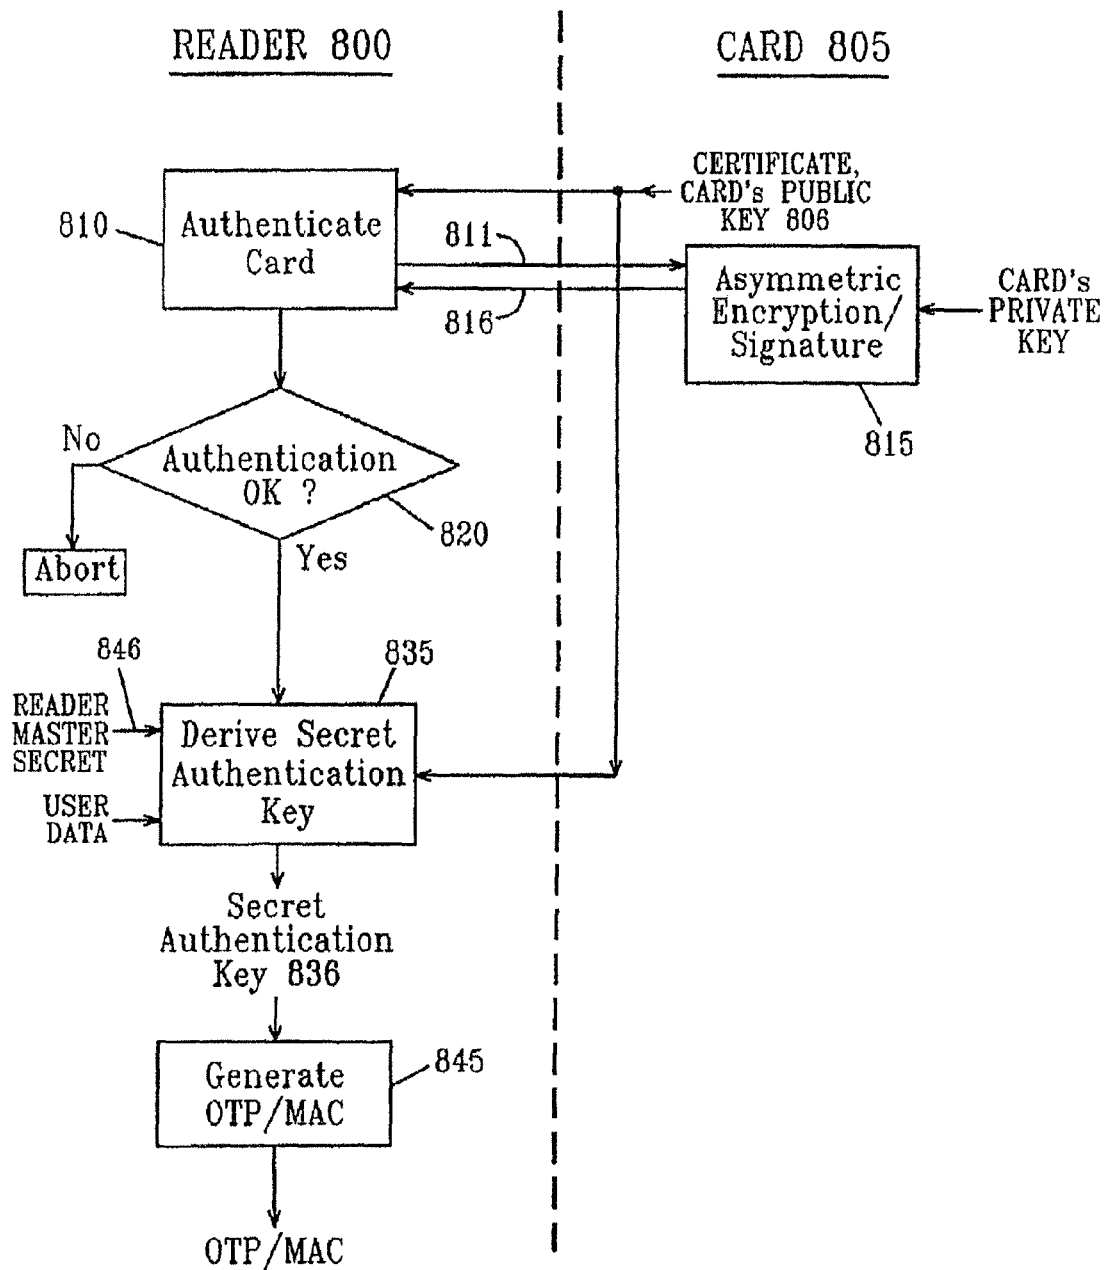 READER 800
CARD 805
CERTIFICATE,
CARD's PUBLIC
KEY 806
810
Authenticate
Card
811
816
Asymmetric
Encryption/
Signature
CARD's
PRIVATE
KEY
815
No
Authentication
OK ?
820
Abort
Yes
846
835
READER
MASTER
SECRET
Derive Secret
Authentication
Key
USER
DATA
Secret
Authentication
Key 836
Generate
OTP/MAC
845
OTP/MAC